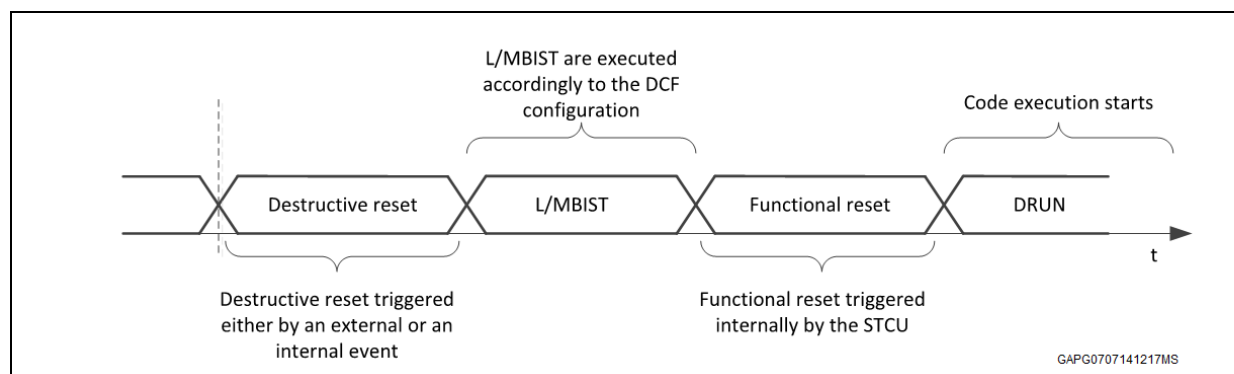 L/MBIST are executed
accordingly to the DCF
configuration
Code execution starts
Destructive reset
L/MBIST
Functional reset
DRUN
t
Destructive reset triggered
either by an external or an
internal event
Functional reset triggered
internally by the STCU
GAPG0707141217MS